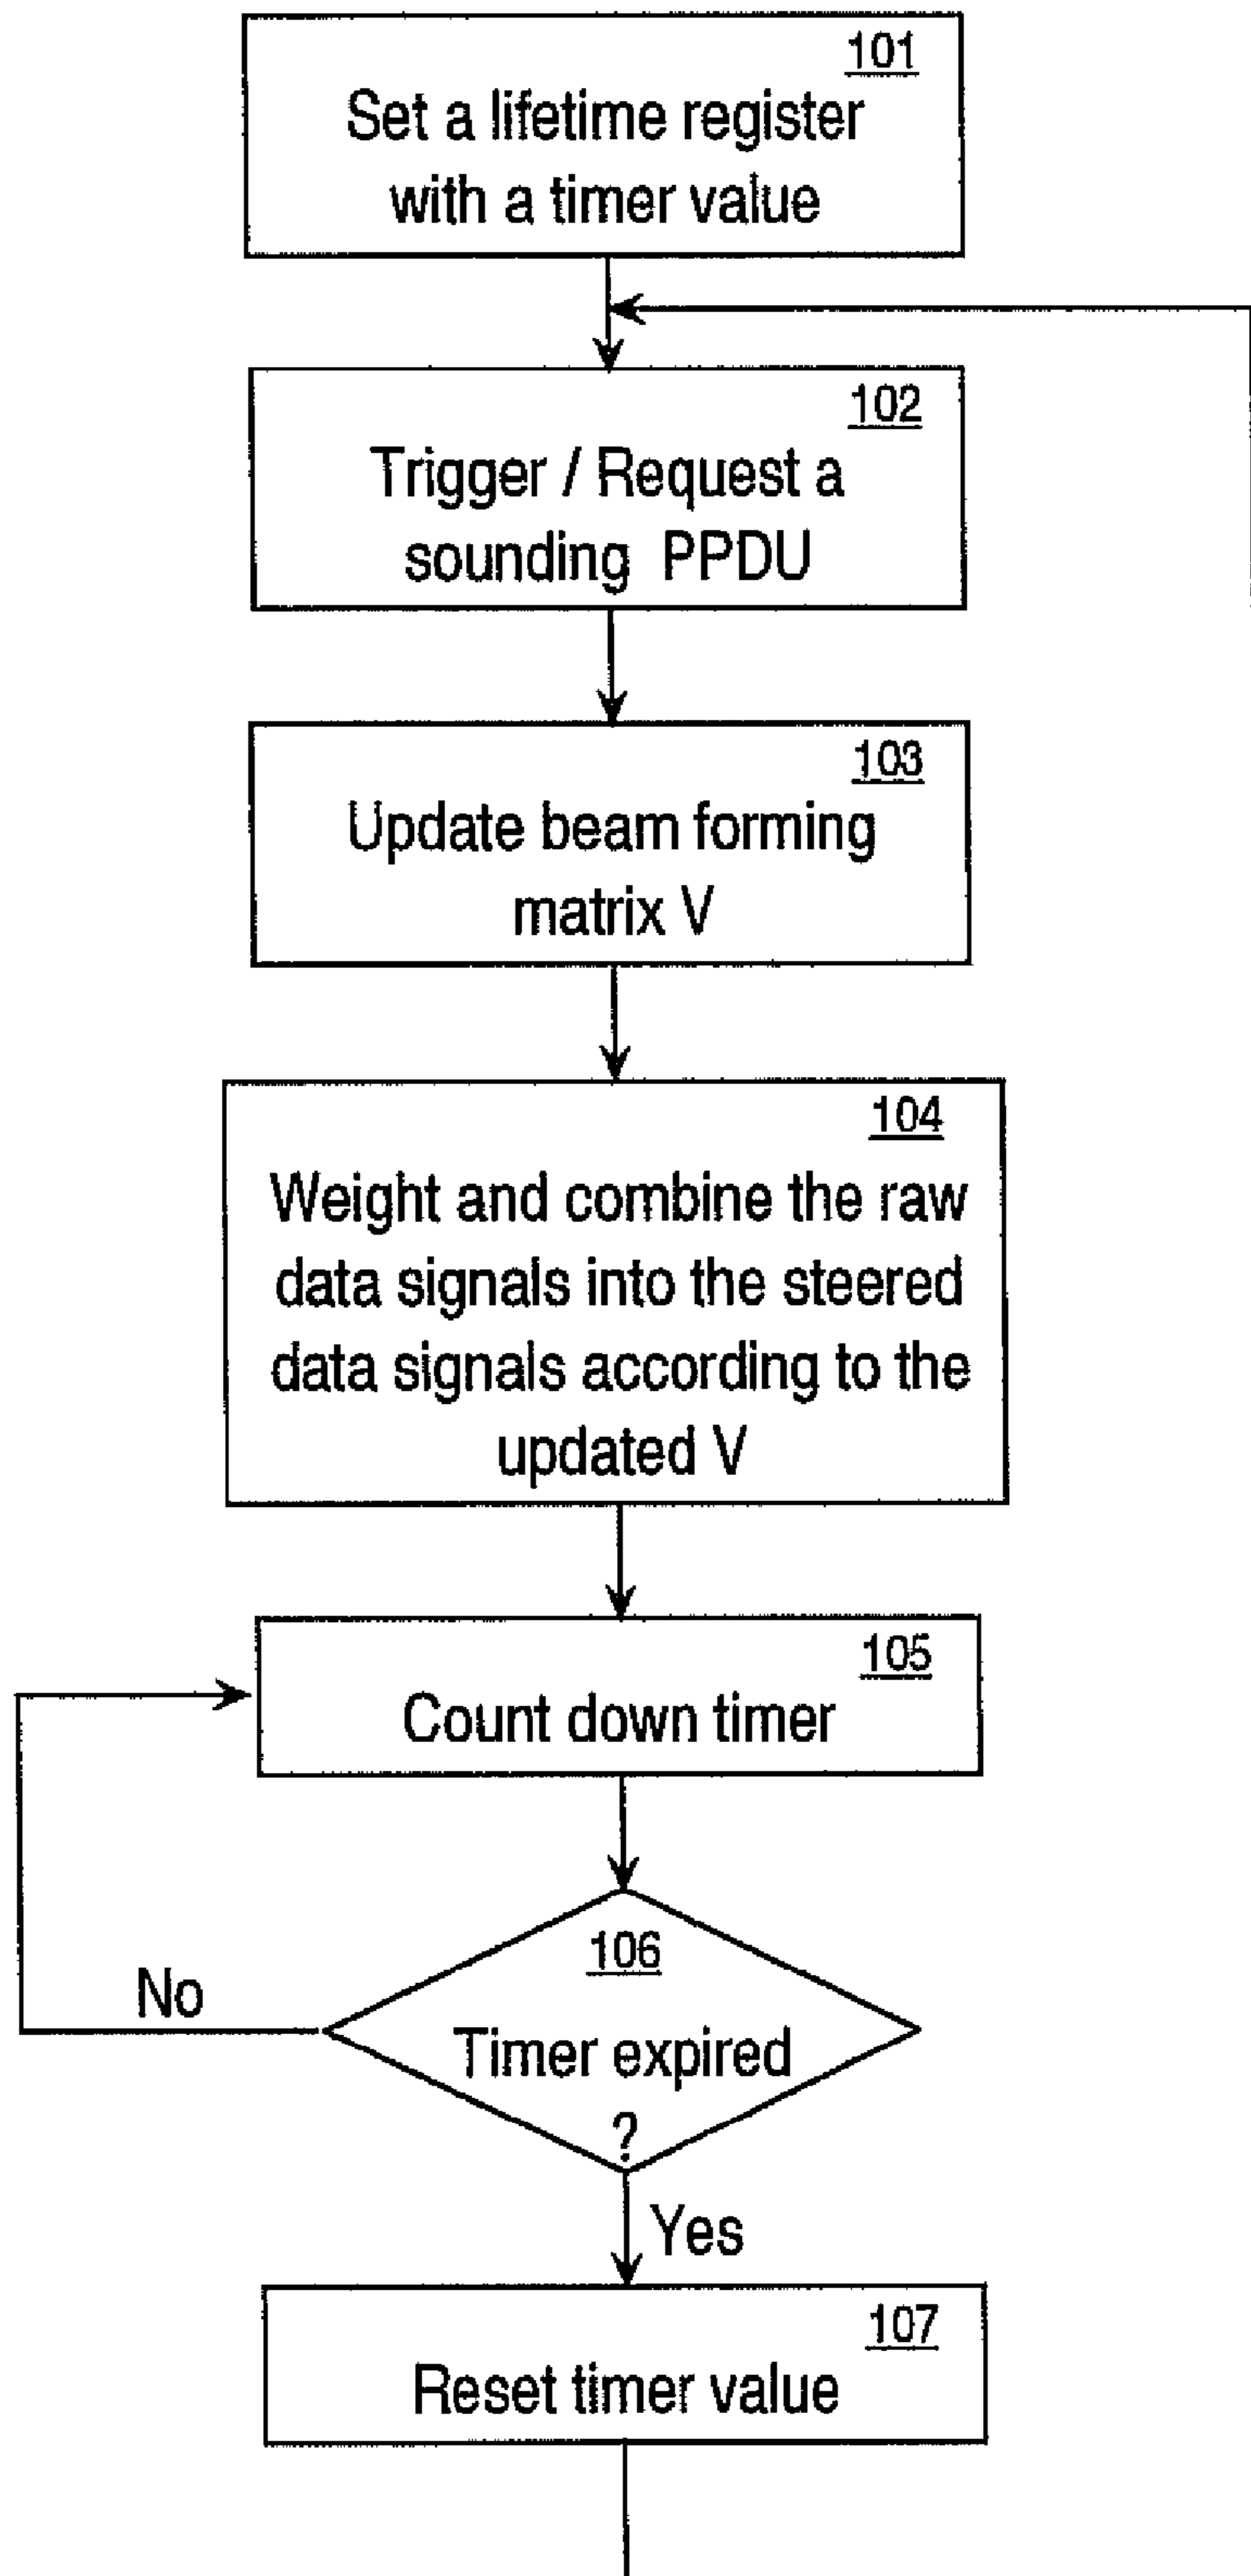 101
Set a lifetime register
with a timer value
102
Trigger / Request a
sounding PPDU
103
Update beam forming
matrix V
104
Weight and combine the raw
data signals into the steered
data signals according to the
updated V
105
Count down timer
106
Timer expired
?
No
Yes
107
Reset timer value